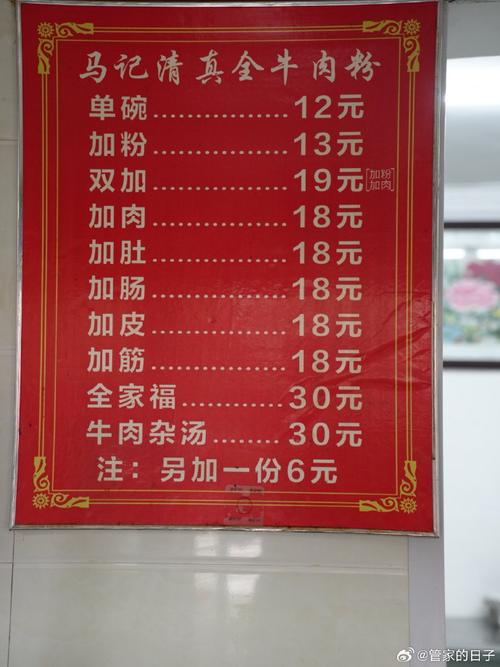 马记清真全牛肉粉
单碗..................12元
加粉..................13元
双加..................19元[加粉加肉]
加肉..................18元
加肚..................18元
加肠..................18元
加皮..................18元
加筋..................18元
全家福.............30元
牛肉杂汤........30元
注：另加一份6元
@管家的日子